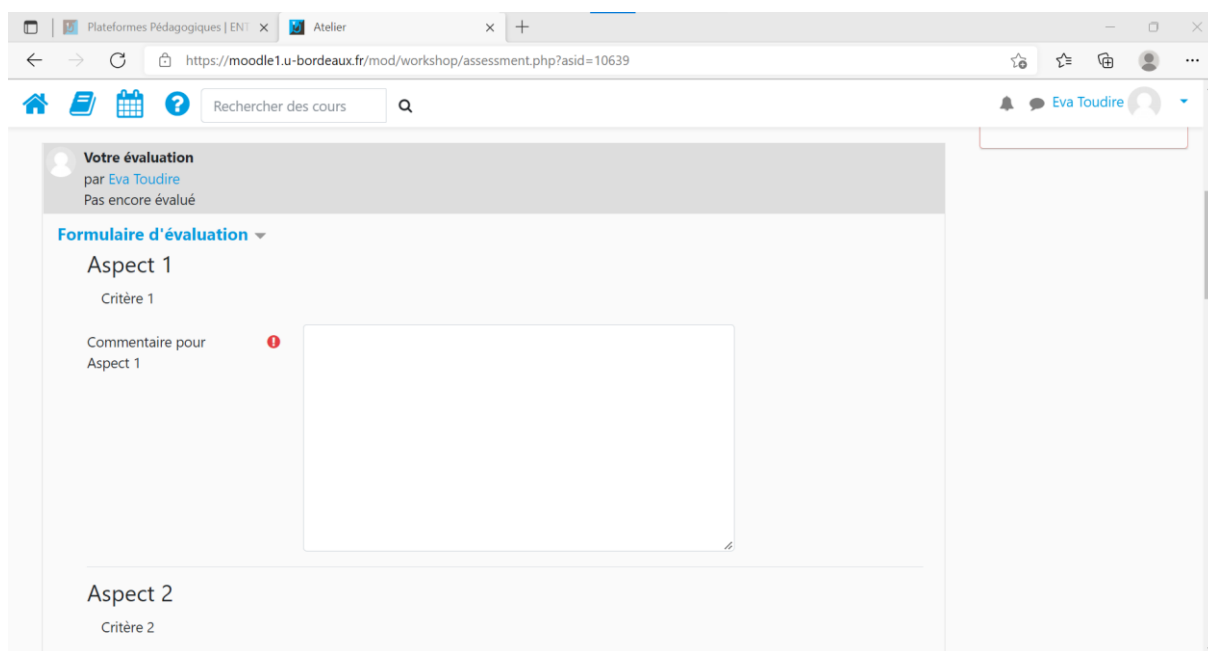 Plateformes Pédagogiques | ENT
Atelier
https://moodle1.u-bordeaux.fr/mod/workshop/assessment.php?asid=10639
Rechercher des cours
Eva Toudire
Votre évaluation
par Eva Toudire
Pas encore évalué
Formulaire d'évaluation
Aspect 1
Critère 1
Commentaire pour
Aspect 1
Aspect 2
Critère 2